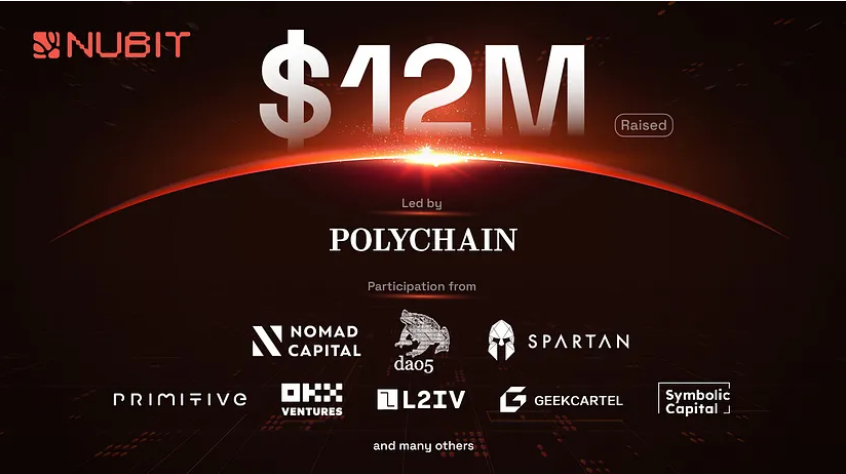 NUBIT
$12M
Raised
Led by
POLYCHAIN
Participation from
NOMAD
CAPITAL
dao5
SPARTAN
PRIMITIVE
OKX
VENTURES
L2IV
GEEKCARTEL
Symbolic
Capital
and many others